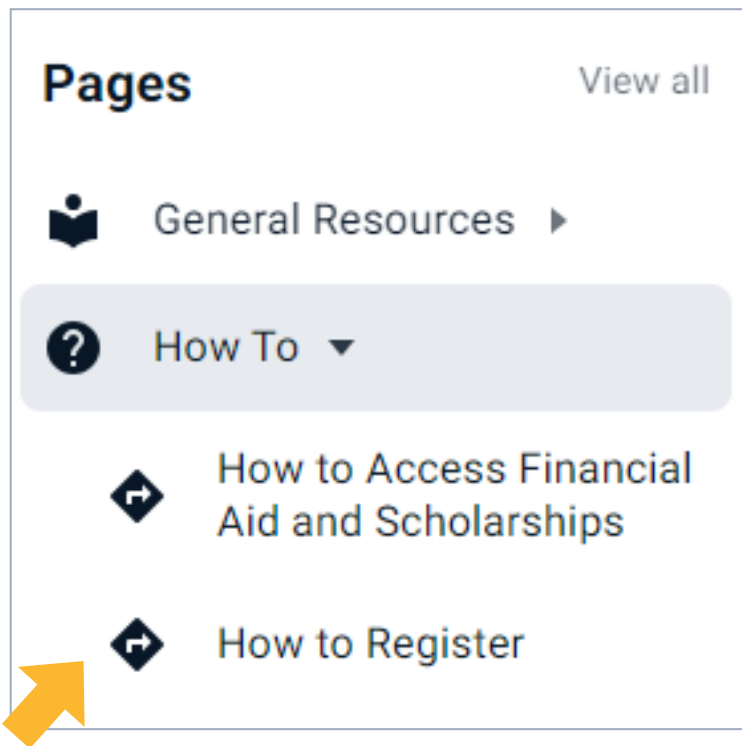 Pages
View all
General Resources
How To
How to Access Financial
Aid and Scholarships
How to Register